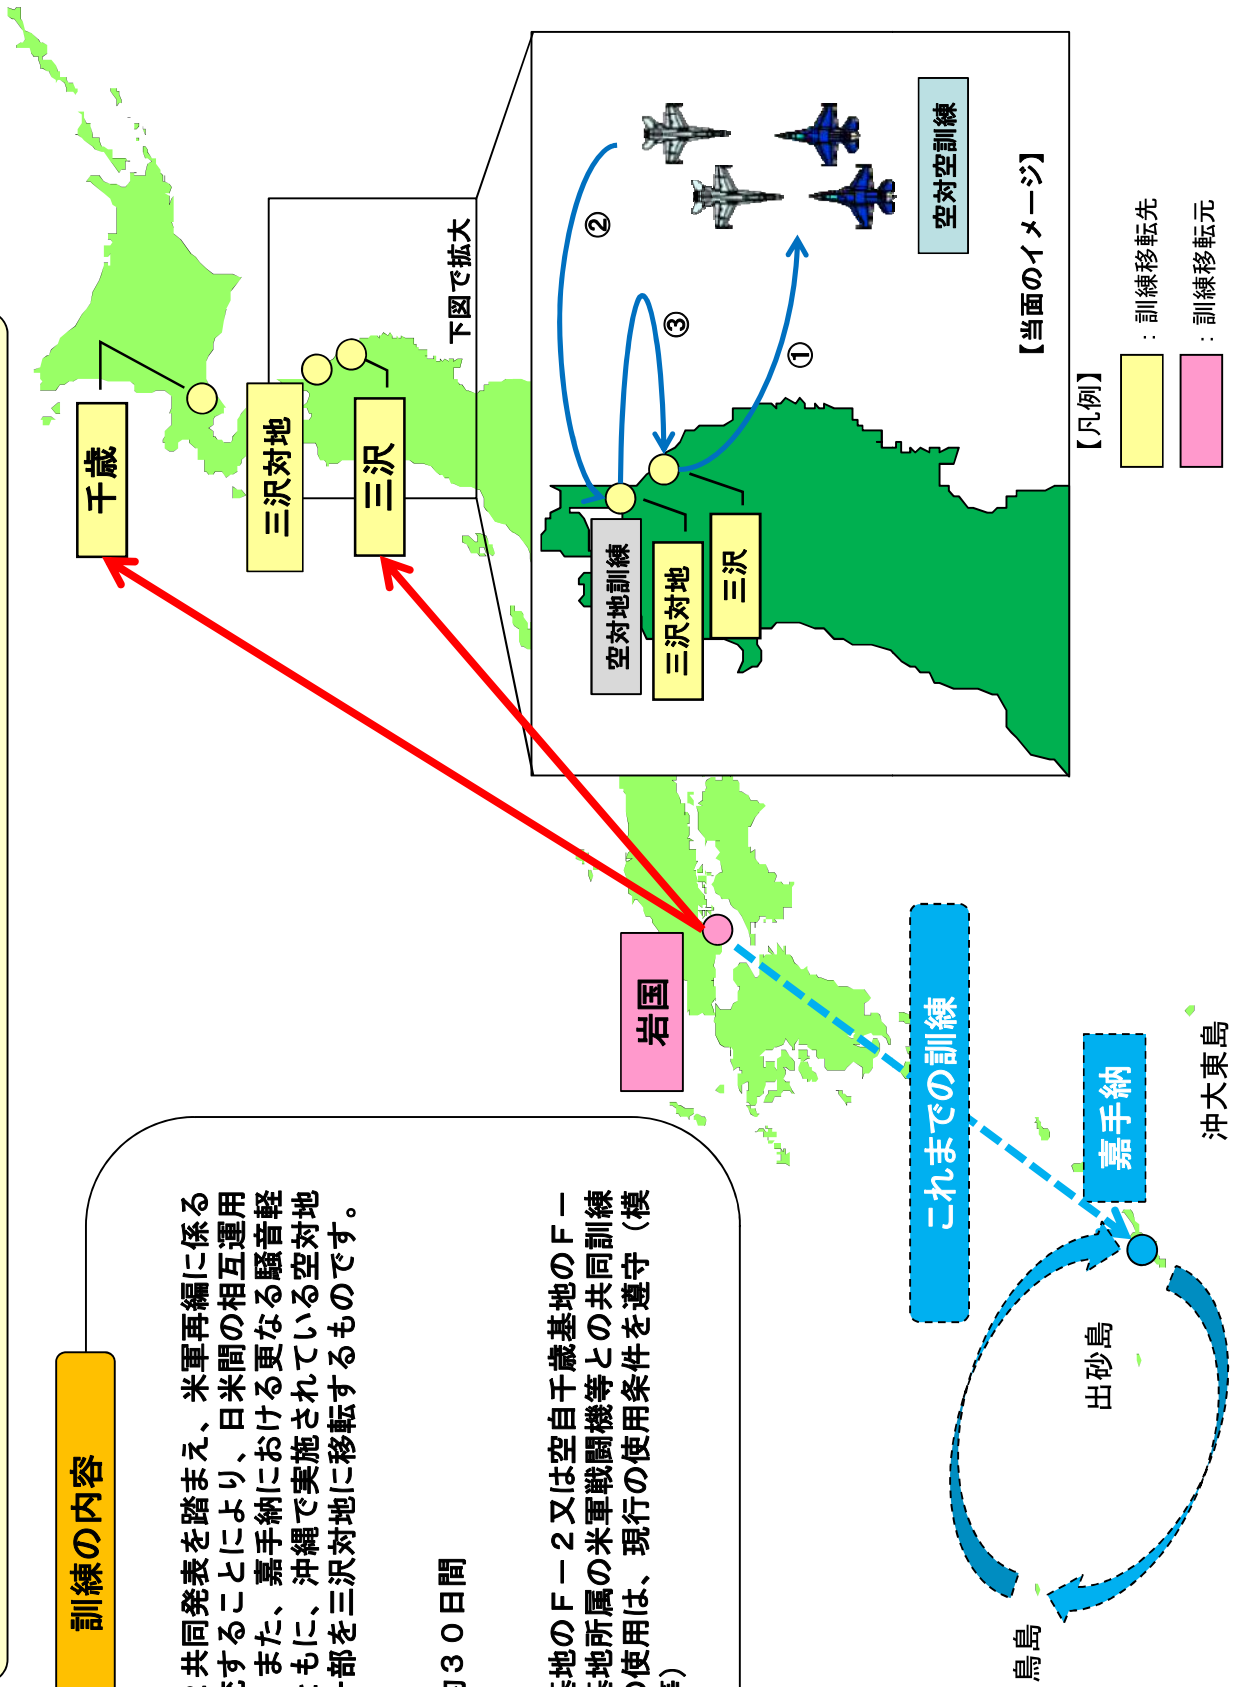 訓練の内容
共同発表を踏まえ、米軍再編に係る
することにより、日米間の相互運用
また、嘉手納における更なる騒音軽
もに、沖縄で実施されている空対地
部を三沢対地に移転するものです。
３０日間
基地のＦ－２又は空自千歳基地のＦ－
基地所属の米軍戦闘機等との共同訓練
の使用は、現行の使用条件を遵守（模
）
千歳
三沢対地
三沢
下図で拡大
②
③
①
空対地訓練
三沢対地
三沢
空対空訓練
【当面のイメージ】
【凡例】
：訓練移転先
：訓練移転元
岩国
これまでの訓練
嘉手納
沖大東島
出砂島
鳥島